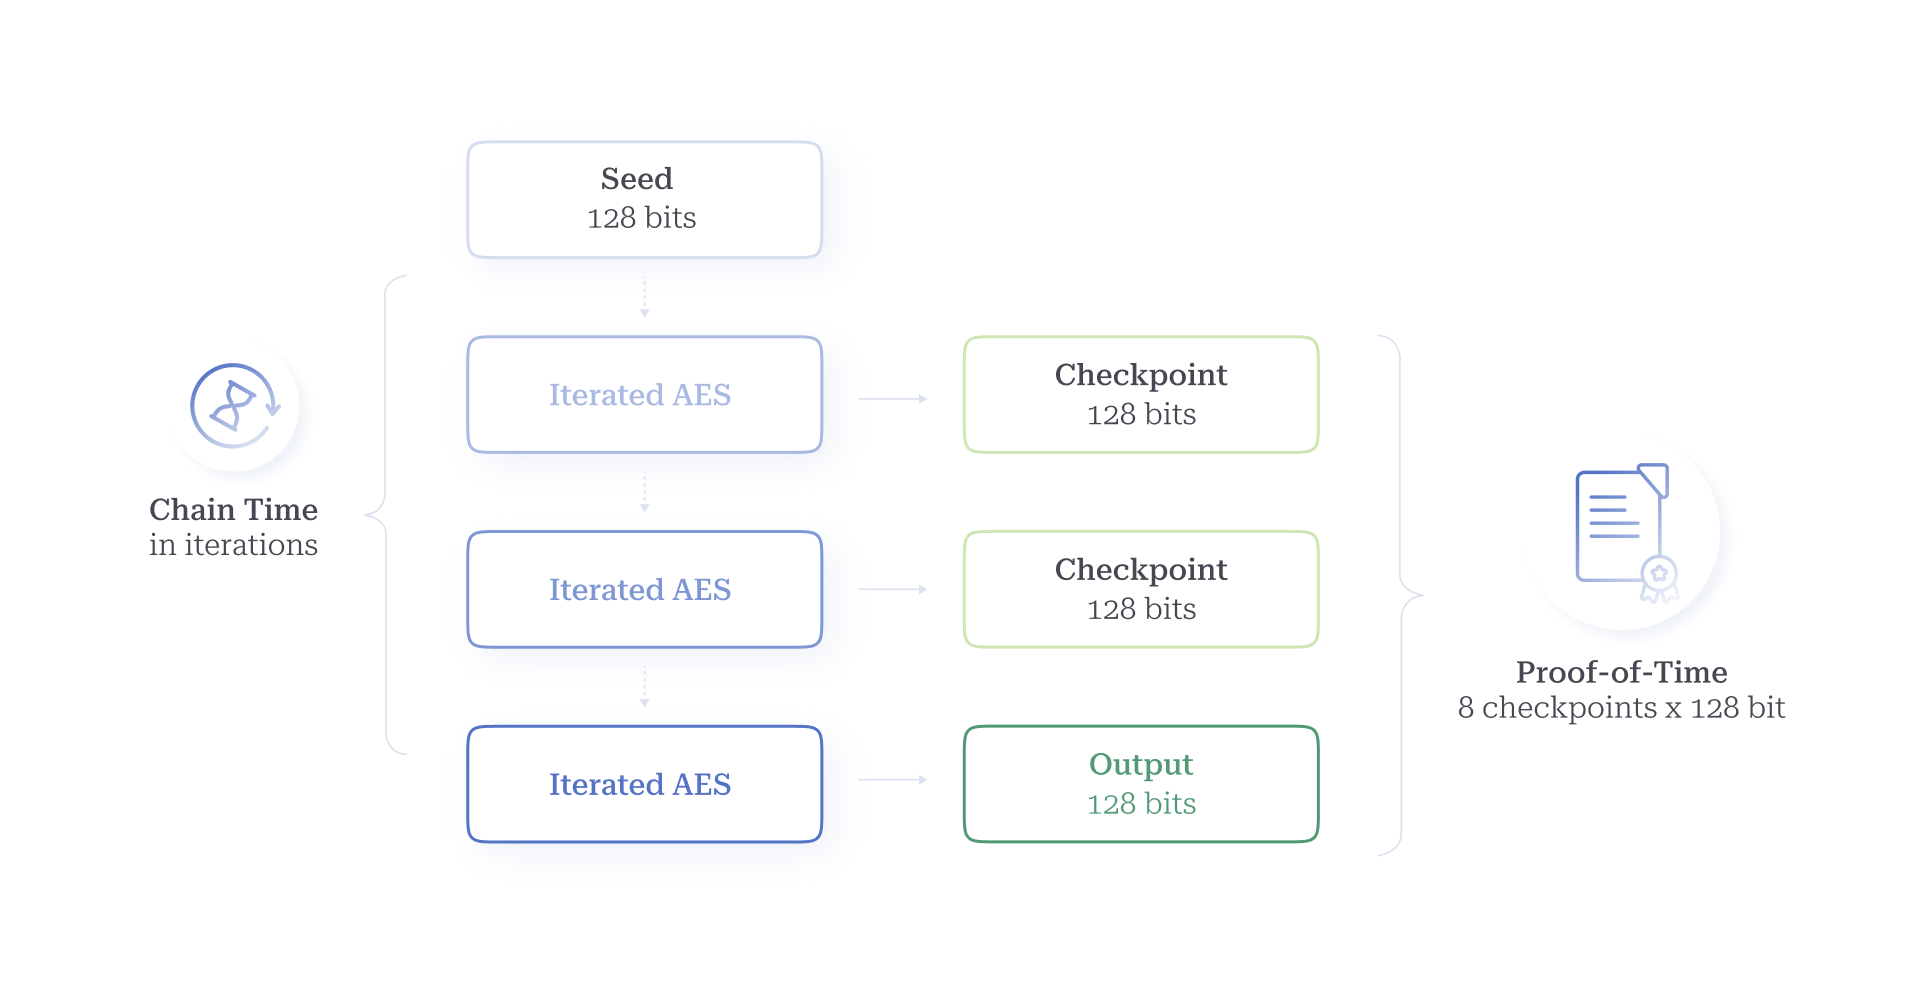 Seed
128 bits
Iterated AES
Checkpoint
128 bits
Chain Time
in iterations
Iterated AES
Checkpoint
128 bits
Proof-of-Time
8 checkpoints x 128 bit
Iterated AES
Output
128 bits